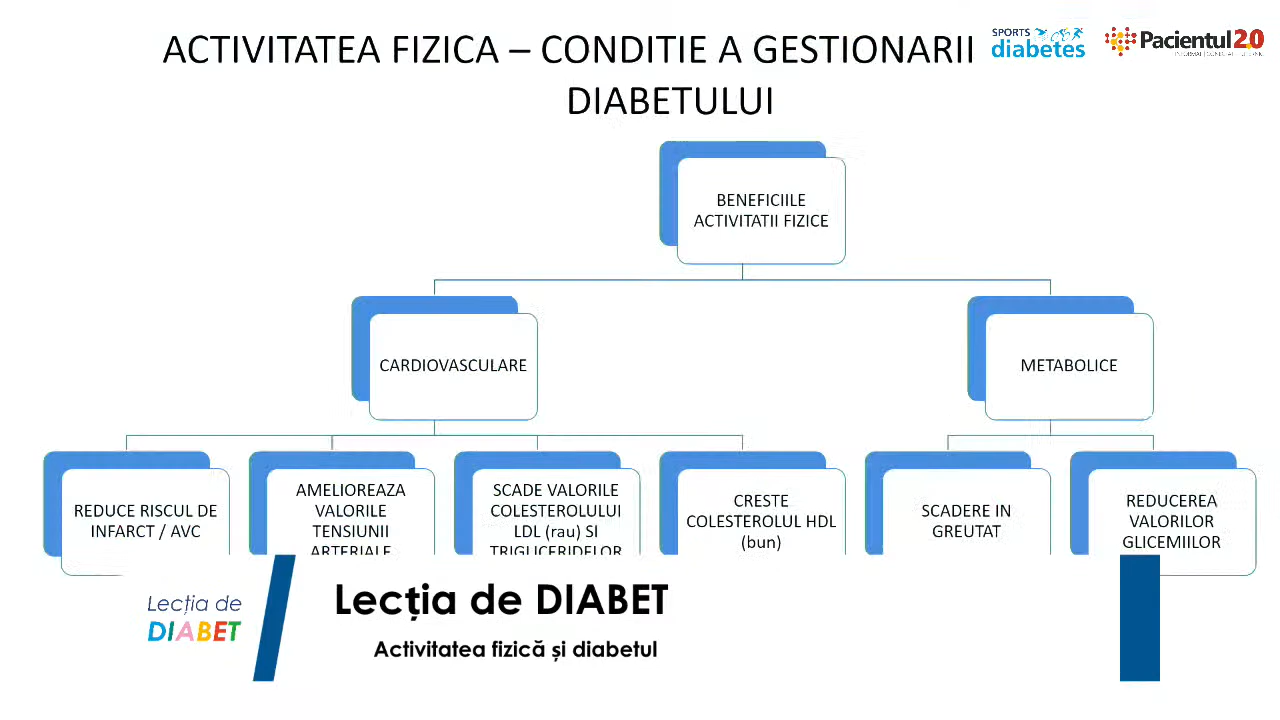 ACTIVITATEA FIZICA – CONDITIE A GESTIONARII
DIABETULUI
SPORTS
diabetes
Pacientul 2.0
BENEFICIILE
ACTIVITATII FIZICE
CARDIOVASCULARE
METABOLICE
REDUCE RISCUL DE
INFARCT / AVC
AMELIOREAZA
VALORILE
TENSIUNII
ARTERIALE
SCADE VALORILE
COLESTEROLULUI
LDL (rau) SI
TRIGLICERIDELOR
CRESTE
COLESTEROLUL HDL
(bun)
SCADERE IN
GREUTAT
REDUCEREA
VALORILOR
GLICEMIILOR
Lecția de
DIABET
Lecția de DIABET
Activitatea fizică și diabetul